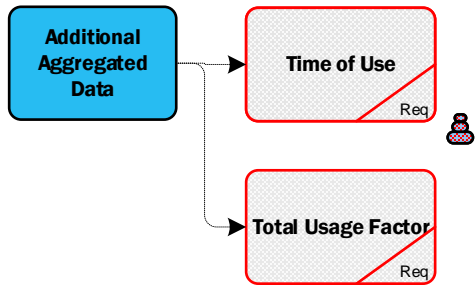 Additional
Aggregated
Data
Time of Use
Req
Total Usage Factor
Req